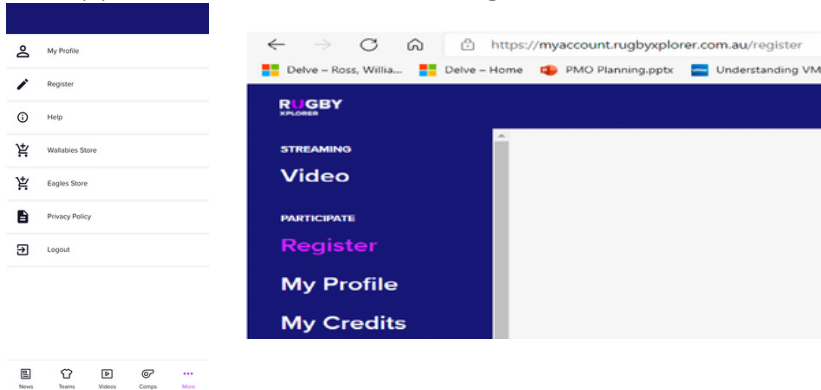 My Profile
Register
Help
Wallabies Store
Eagles Store
Privacy Policy
Logout
News Teams Videos Comps More
https://myaccount.rugbyxplorer.com.au/register
Delve – Ross, Willia... Delve – Home PMO Planning.pptx Understanding VM
RUGBY
XPLORER
STREAMING
Video
PARTICIPATE
Register
My Profile
My Credits